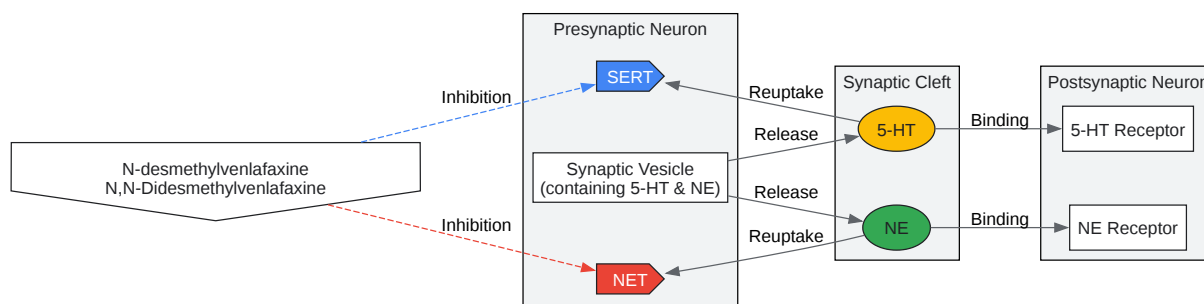 Presynaptic Neuron
SERT
Synaptic Cleft
Postsynaptic Neuron
Inhibition
Reuptake
5-HT
Binding
5-HT Receptor
Release
N-desmethylvenlafaxine
N,N-Didesmethylvenlafaxine
Synaptic Vesicle
(containing 5-HT & NE)
Release
Inhibition
Reuptake
NE
Binding
NE Receptor
NET